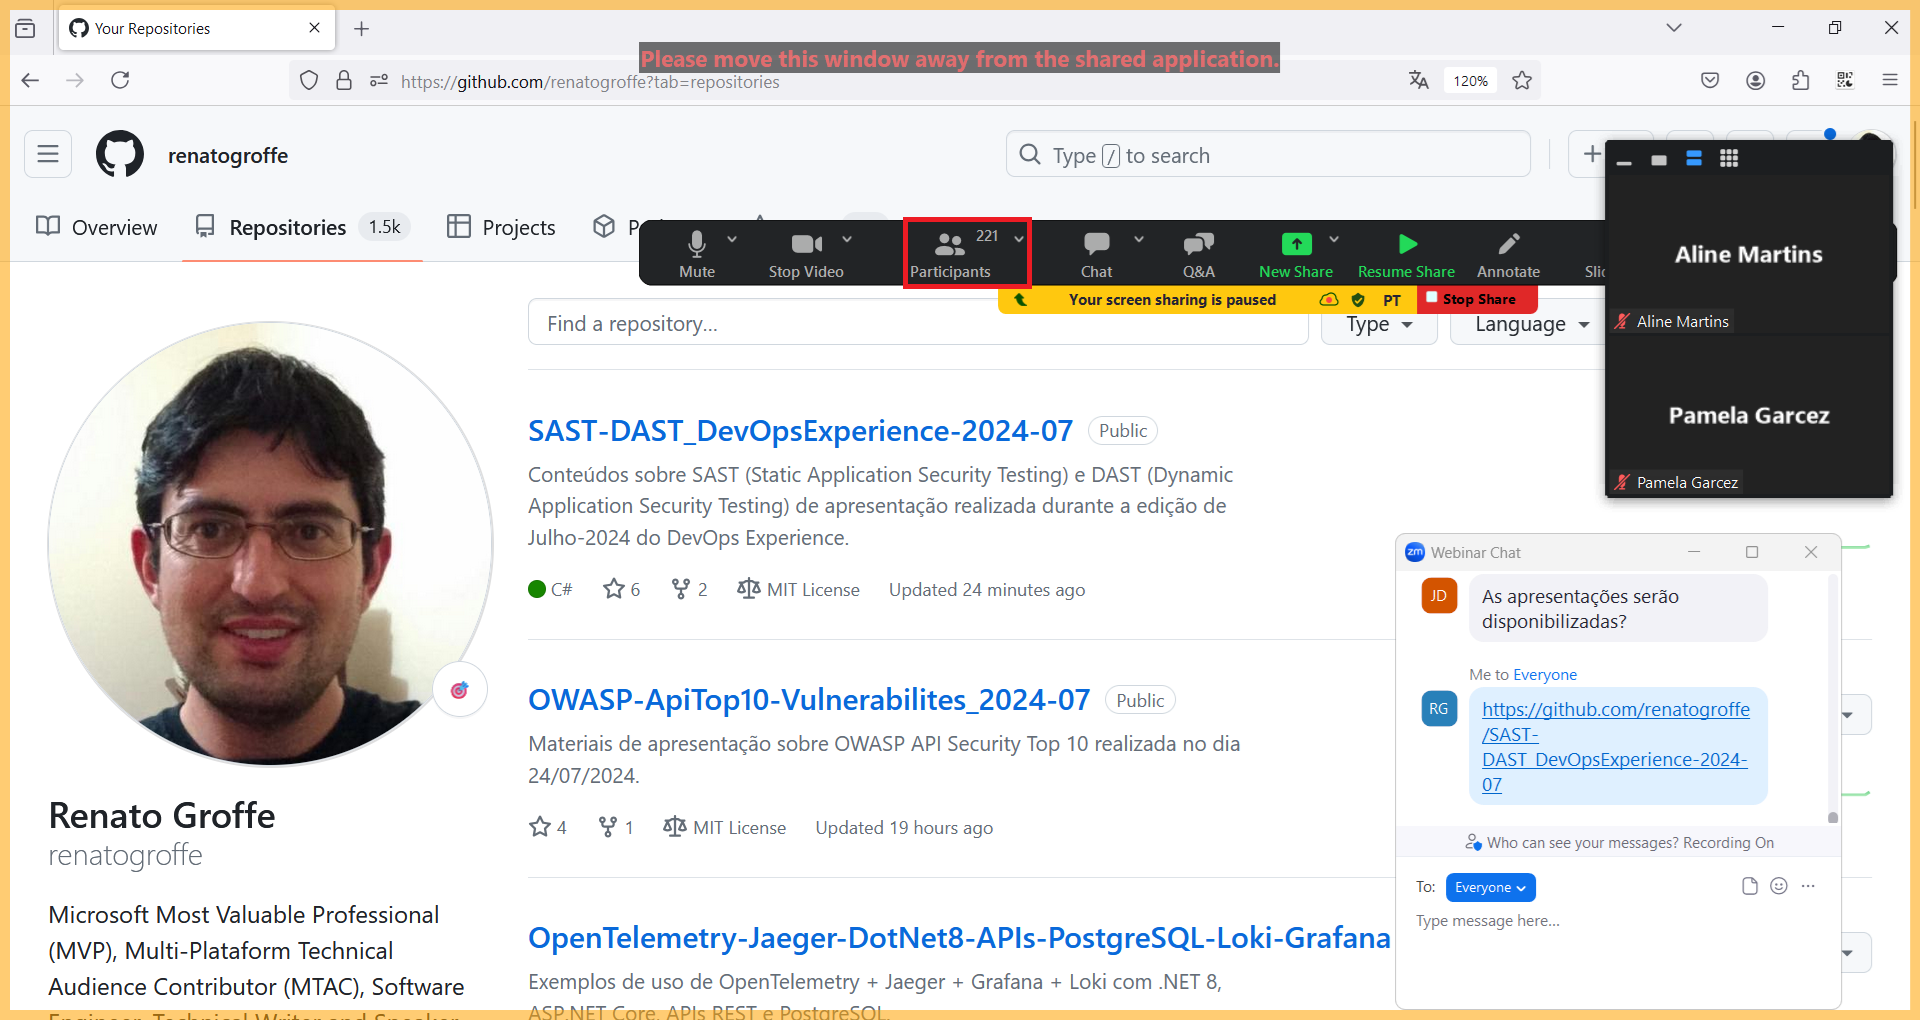 Your Repositories
Please move this window away from the shared application.
https://github.com/renatogroffe?tab=repositories
120%
renatogroffe
Type / to search
Overview
Repositories 1.5k
Projects
Mute
Stop Video
Participants 221
Chat
Q&A
New Share
Resume Share
Annotate
Your screen sharing is paused
PT
Stop Share
Find a repository...
Type
Language
Aline Martins
Aline Martins
Pamela Garcez
Pamela Garcez
SAST-DAST_DevOpsExperience-2024-07 Public
Conteúdos sobre SAST (Static Application Security Testing) e DAST (Dynamic
Application Security Testing) de apresentação realizada durante a edição de
Julho-2024 do DevOps Experience.
C# 6 2 MIT License Updated 24 minutes ago
OWASP-ApiTop10-Vulnerabilites_2024-07 Public
Materiais de apresentação sobre OWASP API Security Top 10 realizada no dia
24/07/2024.
4 1 MIT License Updated 19 hours ago
OpenTelemetry-Jaeger-DotNet8-APIs-PostgreSQL-Loki-Grafana
Exemplos de uso de OpenTelemetry + Jaeger + Grafana + Loki com .NET 8,
ASP.NET Core, APIs REST e PostgreSQL.
Renato Groffe
renatogroffe
Microsoft Most Valuable Professional
(MVP), Multi-Plataform Technical
Audience Contributor (MTAC), Software
Engineer, Technical Writer and Speaker
zm Webinar Chat
JD
As apresentações serão
disponibilizadas?
Me to Everyone
RG
https://github.com/renatogroffe
/SAST-
DAST_DevOpsExperience-2024-
07
Who can see your messages? Recording On
To: Everyone
Type message here...